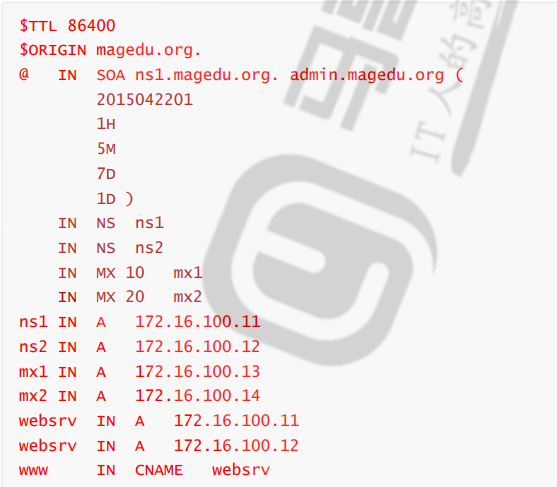 $TTL 86400
$ORIGIN magedu.org.
@   IN  SOA ns1.magedu.org. admin.magedu.org (
        2015042201
        1H
        5M
        7D
        1D )
    IN  NS  ns1
    IN  NS  ns2
    IN  MX 10   mx1
    IN  MX 20   mx2
ns1 IN  A   172.16.100.11
ns2 IN  A   172.16.100.12
mx1 IN  A   172.16.100.13
mx2 IN  A   172.16.100.14
websrv  IN  A   172.16.100.11
websrv  IN  A   172.16.100.12
www     IN  CNAME   websrv
IT人的高